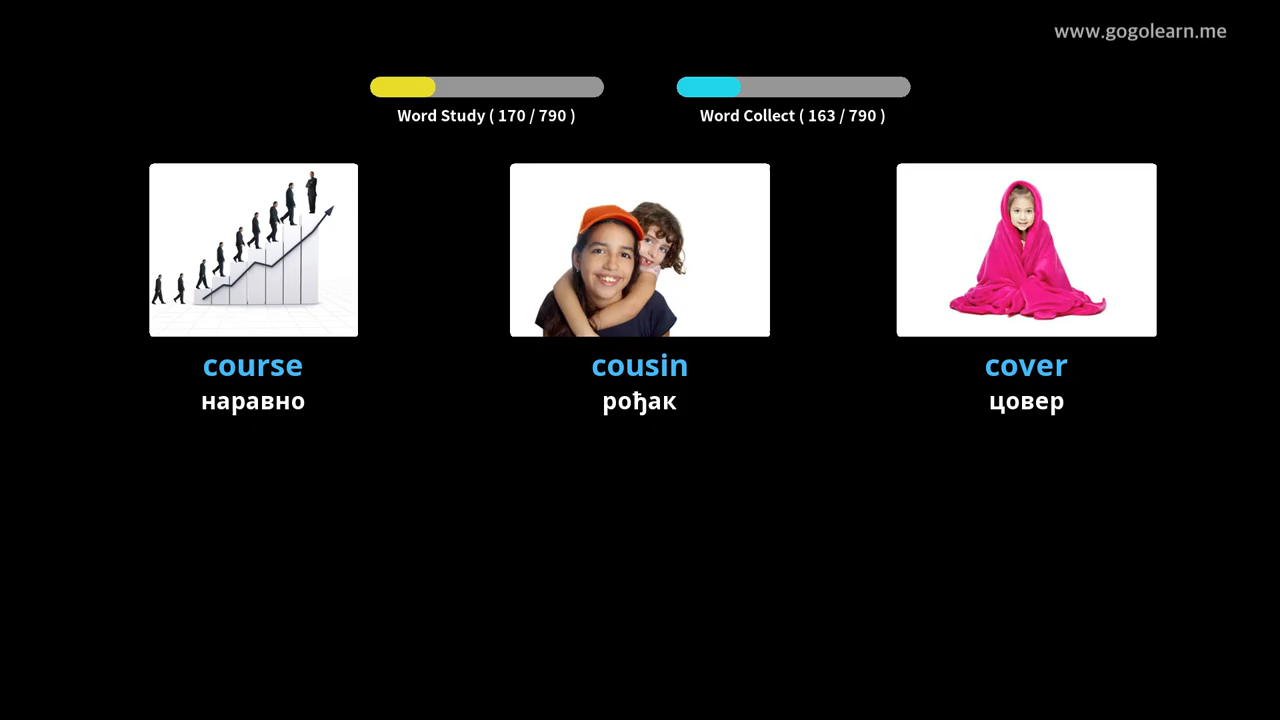 www.gogolearn.me
Word Study ( 170 / 790 )
Word Collect ( 163 / 790 )
course
cousin
cover
наравно
рођак
цовер